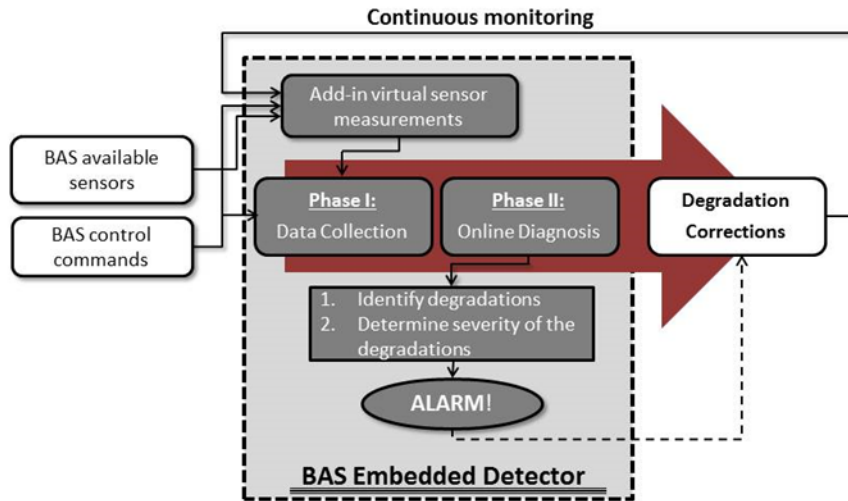 Continuous monitoring
Add-in virtual sensor
measurements
BAS available
sensors
BAS control
commands
Phase I:
Data Collection
Phase II:
Online Diagnosis
Degradation
Corrections
1. Identify degradations
2. Determine severity of the
degradations
ALARM!
BAS Embedded Detector